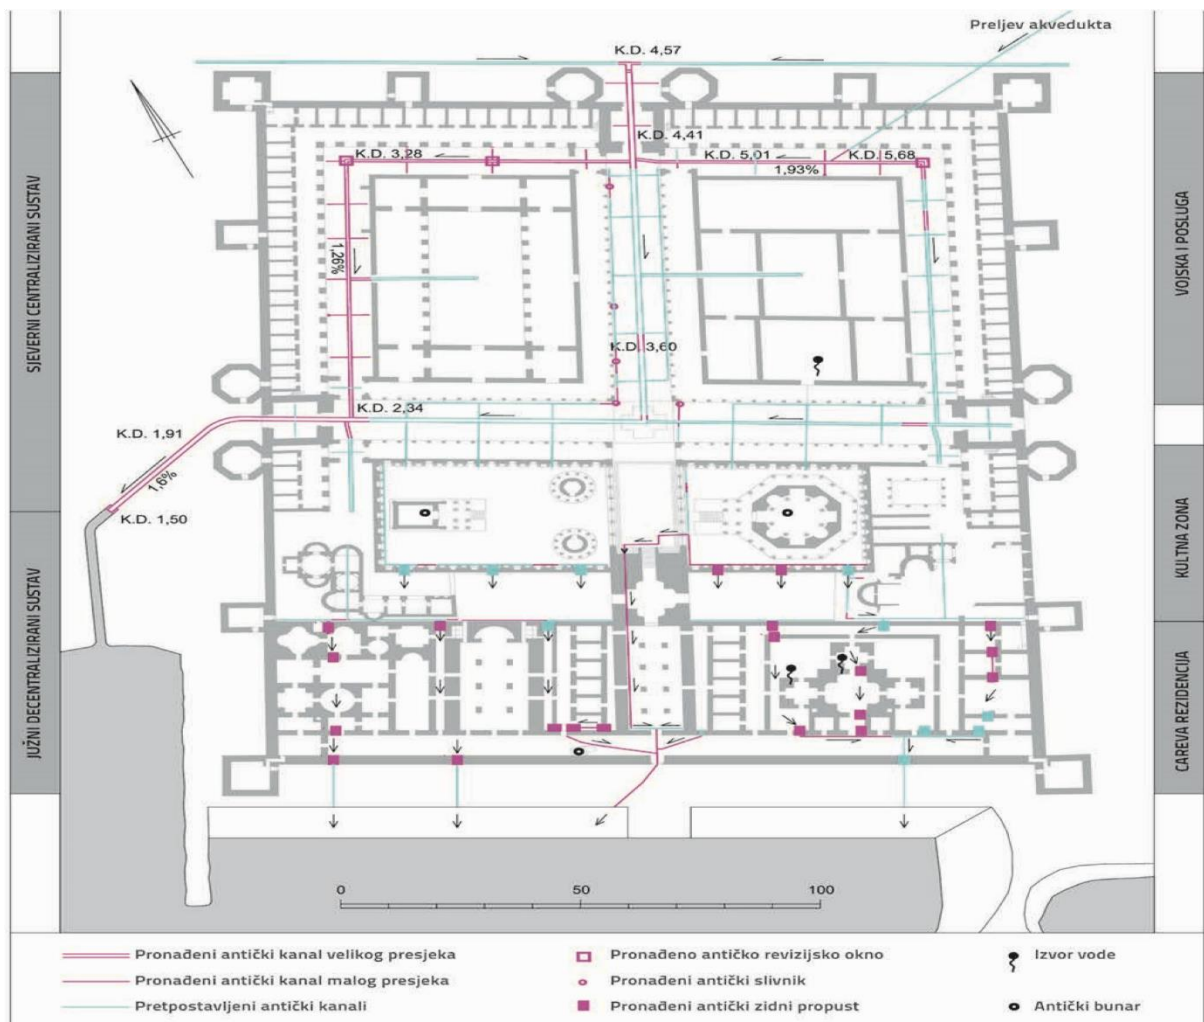 Preljev akvedukta
K.D. 4,57
K.D. 4,41
K.D. 3,28
K.D. 5,01
K.D. 5,68
1,93%
1,26%
K.D. 3,60
K.D. 2,34
K.D. 1,91
1,6%
K.D. 1,50
SJEVERNI CENTRALIZIRANI SUSTAV
JUŽNI DECENTRALIZIRANI SUSTAV
VOJSKA I POSLUGA
KULTNA ZONA
CAREVA REZIDENCIJA
0 50 100
Pronađeni antički kanal velikog presjeka
Pronađeni antički kanal malog presjeka
Pretpostavljeni antički kanali
Pronađeno antičko revizijsko okno
Pronađeni antički slivnik
Pronađeni antički zidni propust
Izvor vode
Antički bunar